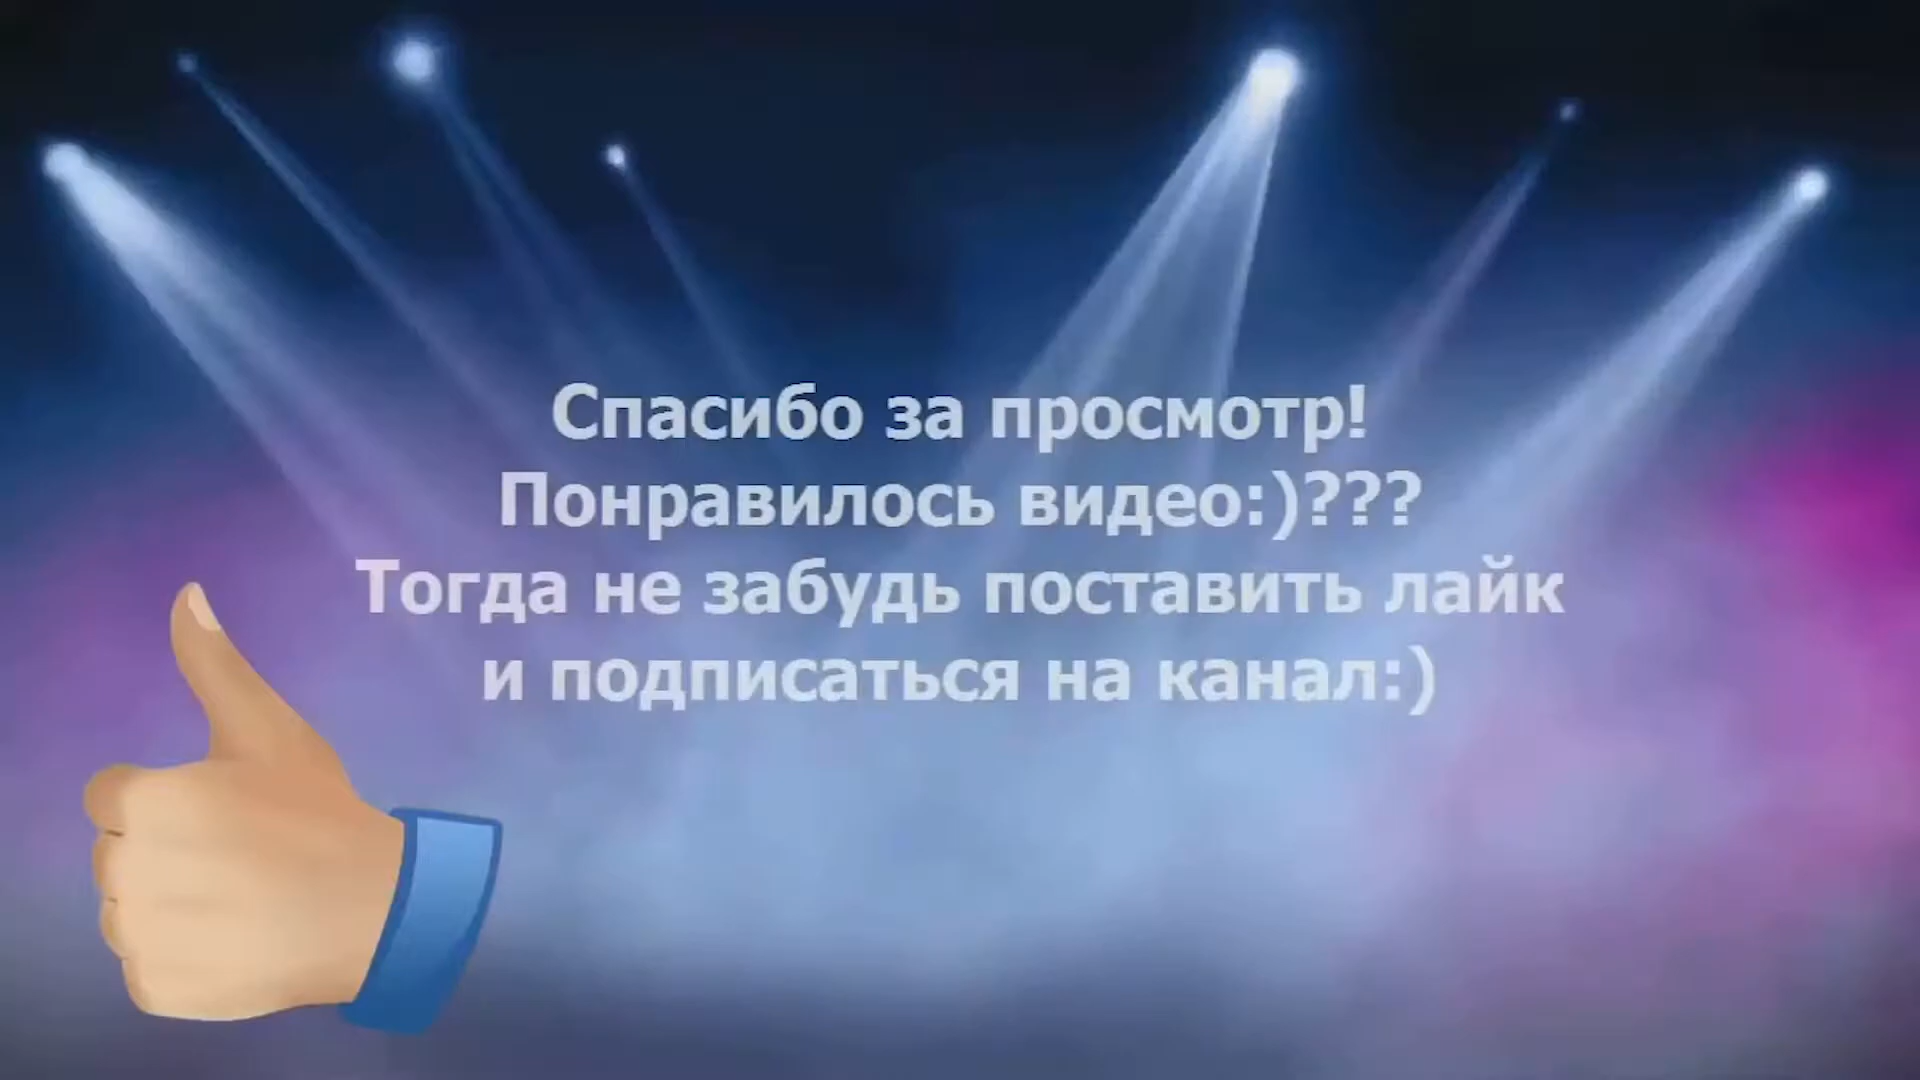 Спасибо за просмотр!
Понравилось видео:)???
Тогда не забудь поставить лайк
и подписаться на канал:)